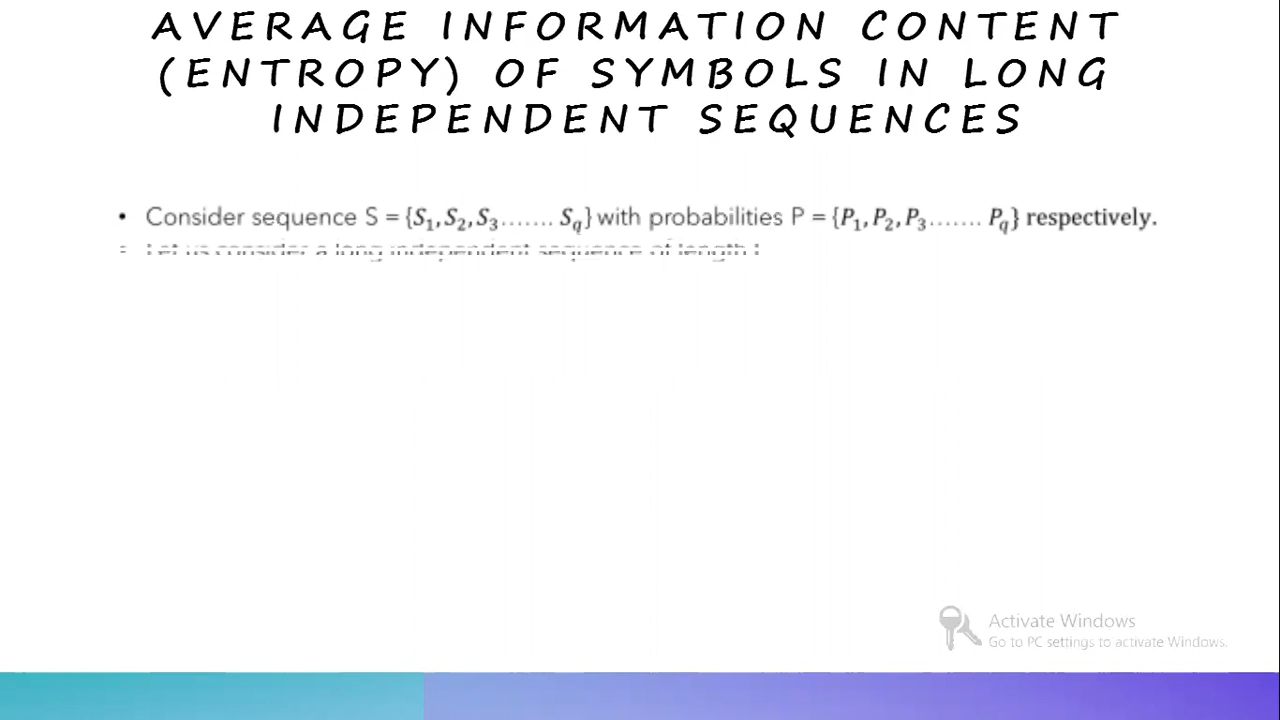 AVERAGE INFORMATION CONTENT
(ENTROPY) OF SYMBOLS IN LONG
INDEPENDENT SEQUENCES
• Consider sequence S = {S₁,S₂,S₃....... S_q} with probabilities P = {P₁,P₂,P₃....... P_q} respectively.
Let us consider a long independent sequence of length
Activate Windows
Go to PC settings to activate Windows.